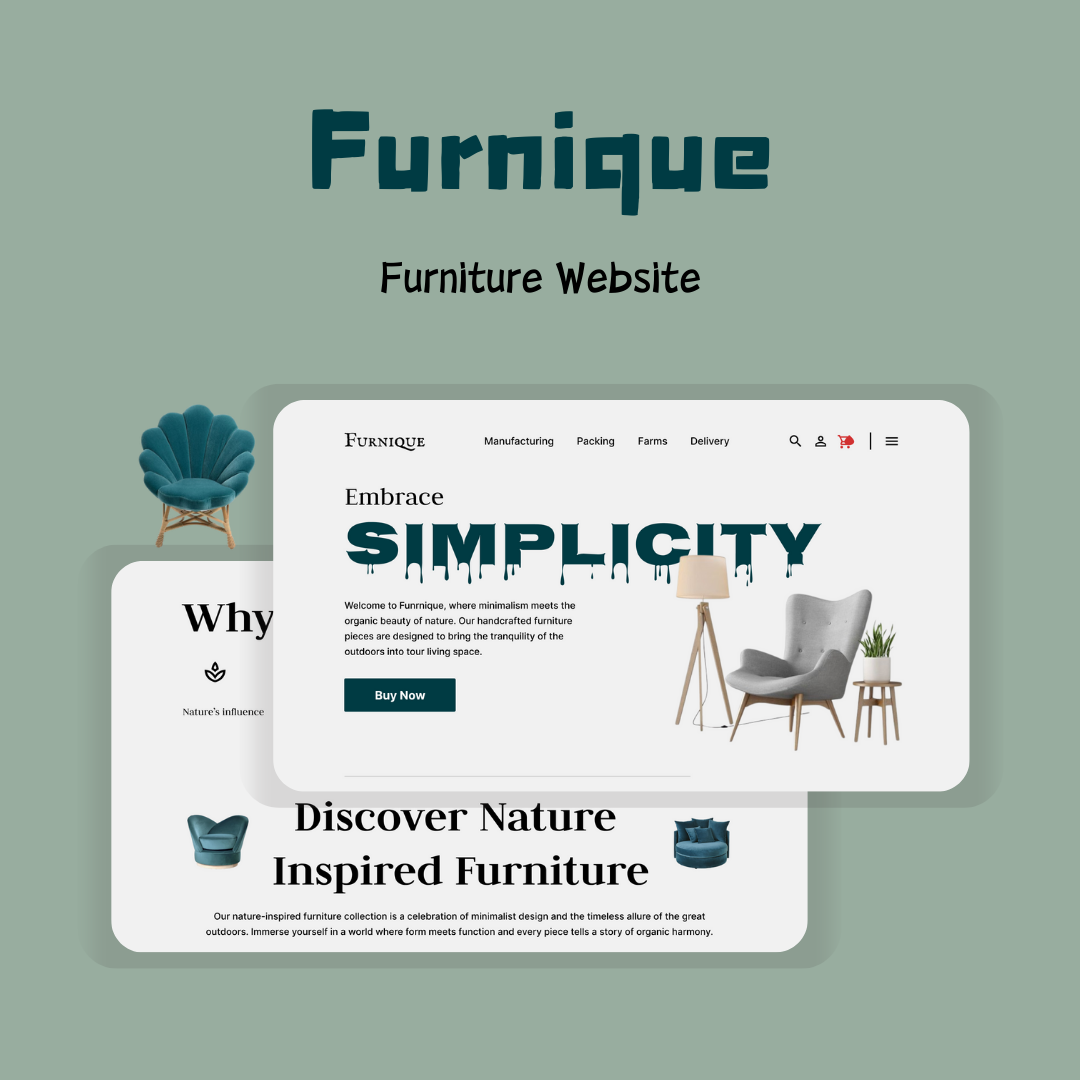 Furnique
Furniture Website
FURNIQUE
Manufacturing Packing Farms Delivery
Embrace
SIMPLICITY
Welcome to Funrnique, where minimalism meets the
organic beauty of nature. Our handcrafted furniture
pieces are designed to bring the tranquility of the
outdoors into tour living space.
Buy Now
Why
Nature's influence
Discover Nature
Inspired Furniture
Our nature-inspired furniture collection is a celebration of minimalist design and the timeless allure of the great
outdoors. Immerse yourself in a world where form meets function and every piece tells a story of organic harmony.